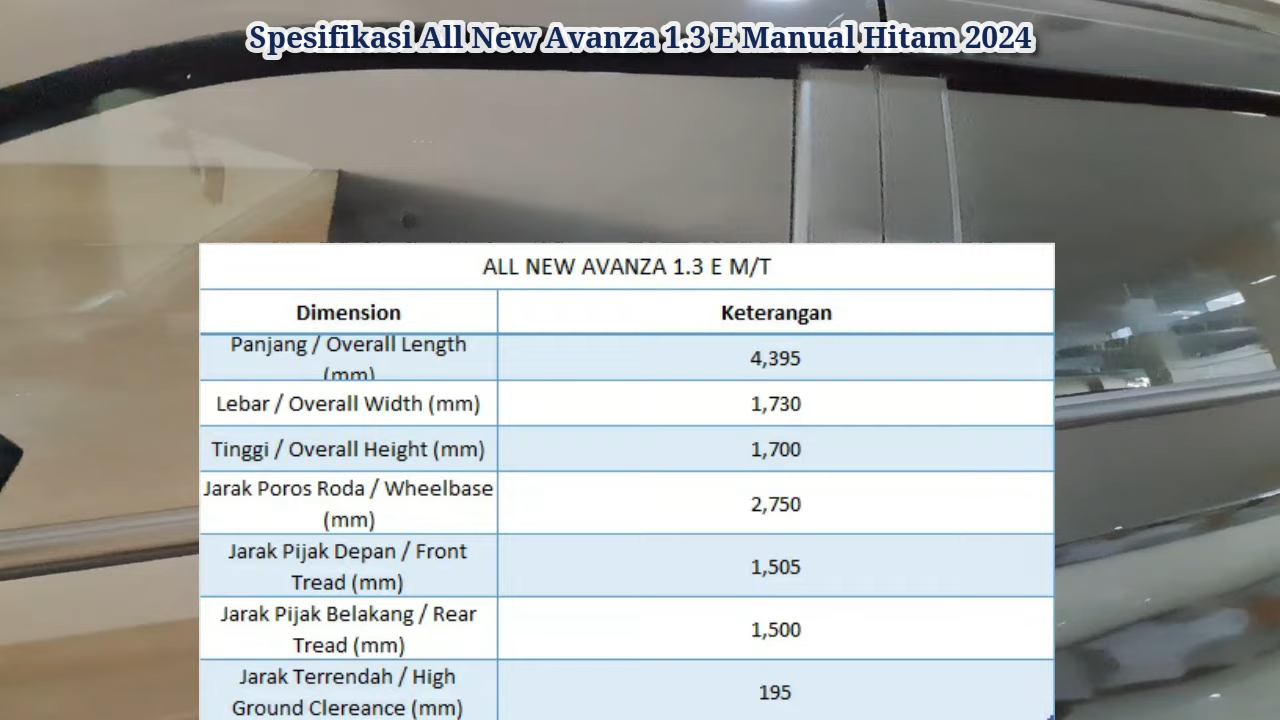 Spesifikasi All New Avanza 1.3 E Manual Hitam 2024
ALL NEW AVANZA 1.3 E M/T
Dimension
Keterangan
Panjang / Overall Length
(mm)
4,395
Lebar / Overall Width (mm)
1,730
Tinggi / Overall Height (mm)
1,700
Jarak Poros Roda / Wheelbase
(mm)
2,750
Jarak Pijak Depan / Front
Tread (mm)
1,505
Jarak Pijak Belakang / Rear
Tread (mm)
1,500
Jarak Terrendah / High
Ground Clereance (mm)
195